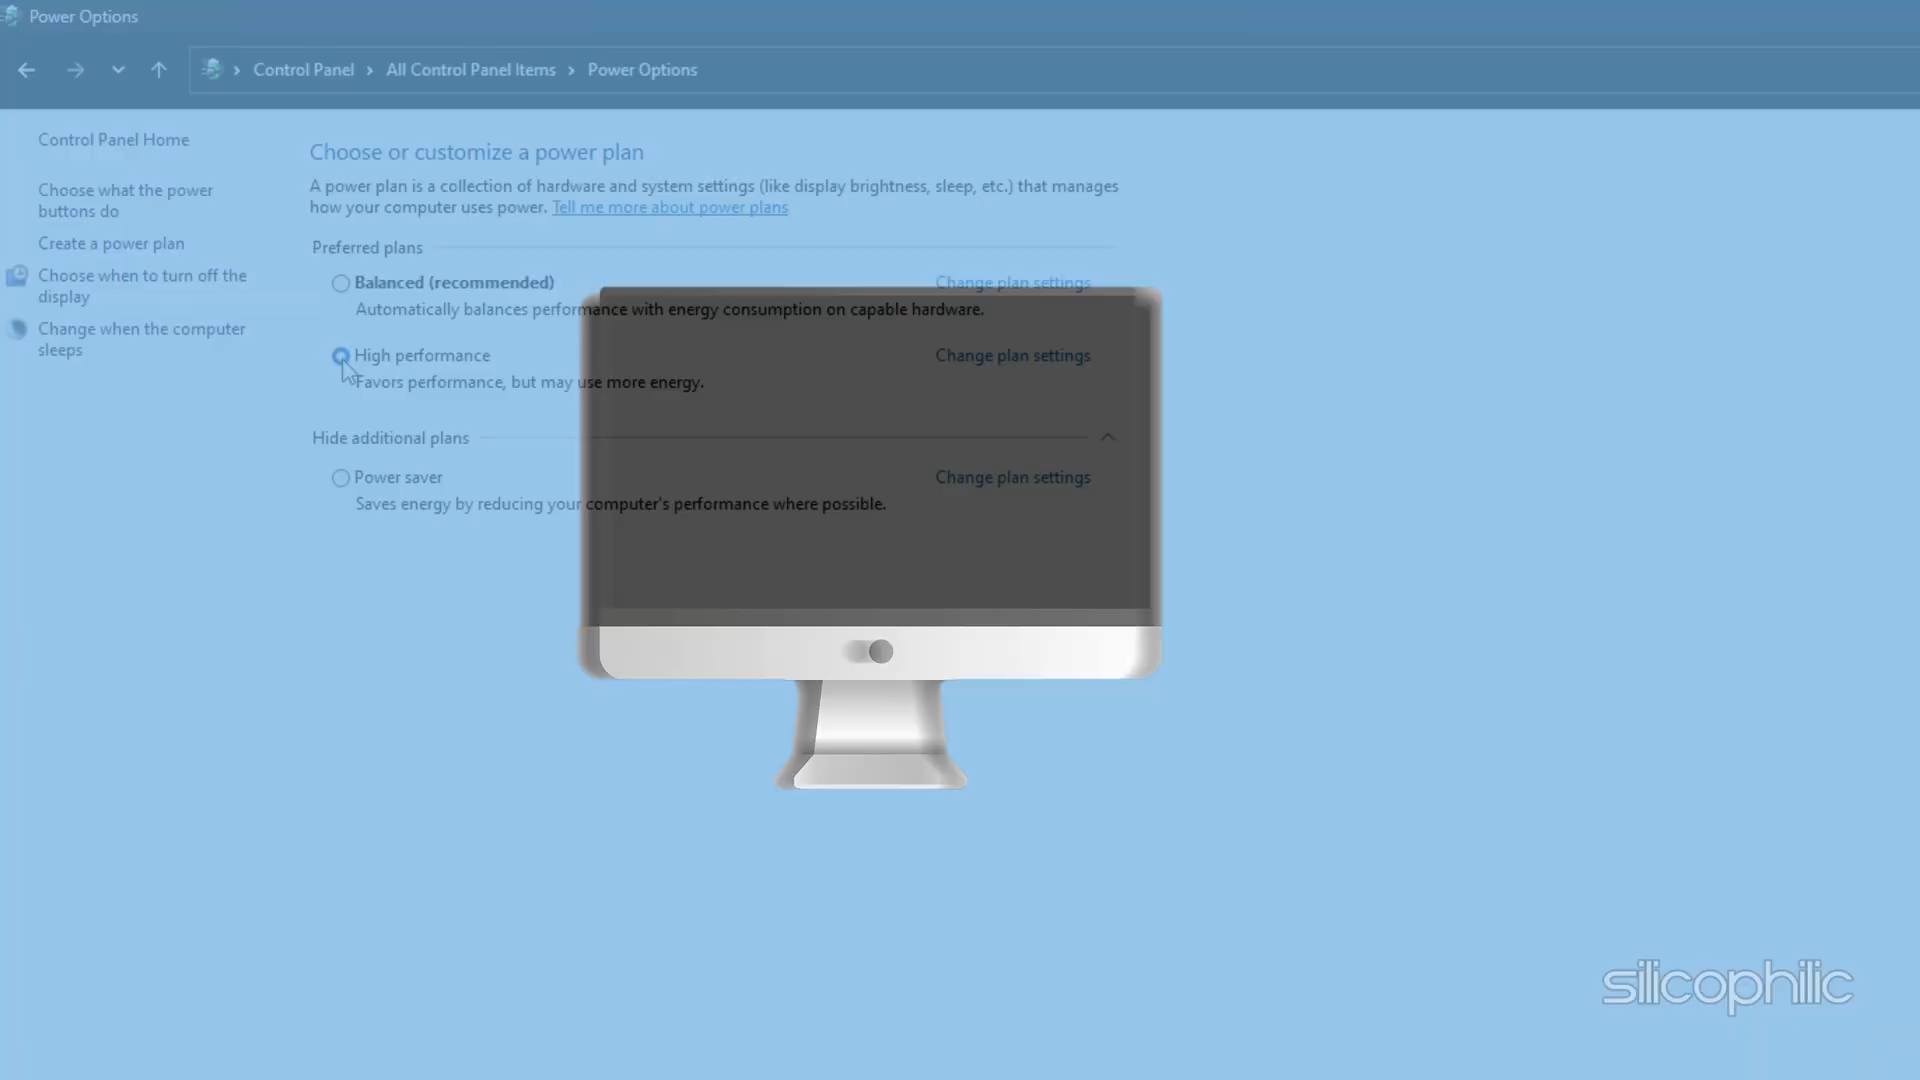 Power Options
Control Panel > All Control Panel Items > Power Options
Control Panel Home
Choose what the power
buttons do
Create a power plan
Choose when to turn off the
display
Change when the computer
sleeps
Choose or customize a power plan
A power plan is a collection of hardware and system settings (like display brightness, sleep, etc.) that manages
how your computer uses power. Tell me more about power plans
Preferred plans
Balanced (recommended) Change plan settings
Automatically balances performance with energy consumption on capable hardware.
High performance Change plan settings
Favors performance, but may use more energy.
Hide additional plans
Power saver Change plan settings
Saves energy by reducing your computer's performance where possible.
silicophilic